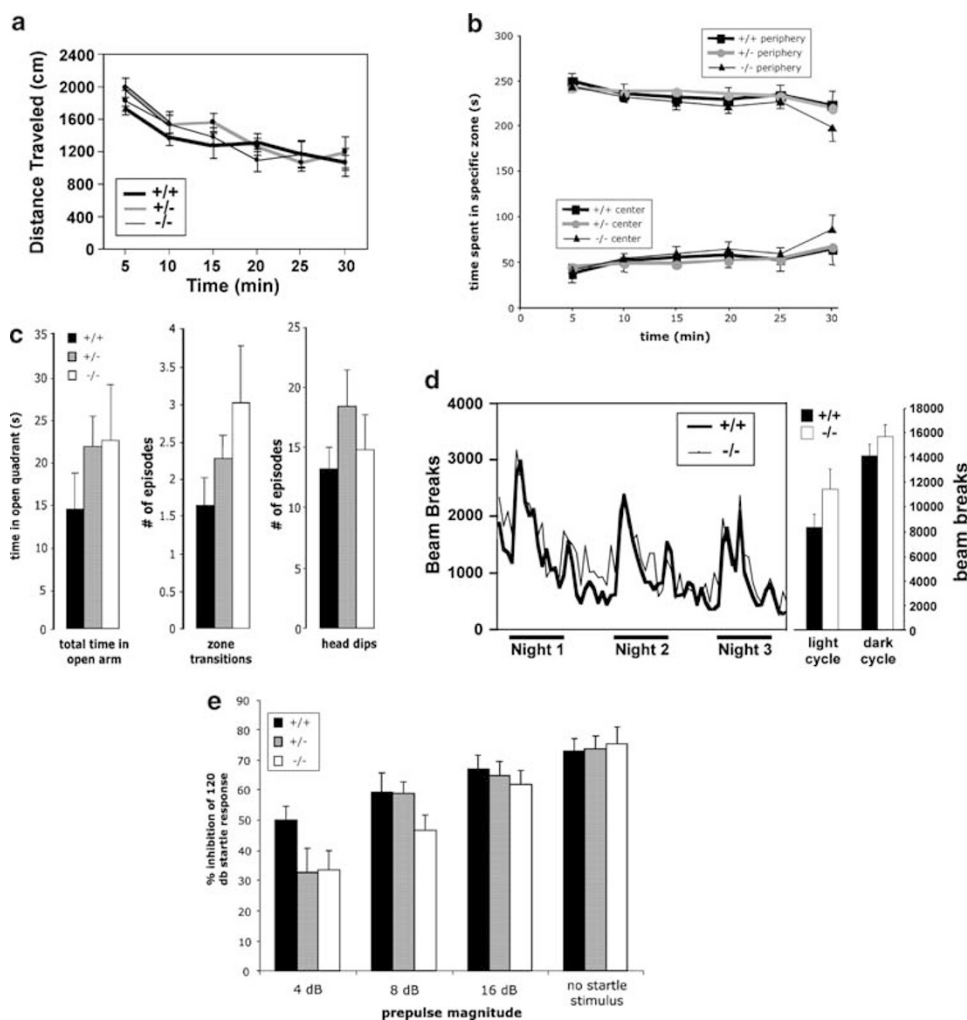 a
Distance Traveled (cm)
2400
2000
1600
1200
800
400
0
+/+
+/-
-/-
5 10 15 20 25 30
Time (min)
b
time spent in specific zone (s)
300
250
200
150
100
50
0
+/+ periphery
+/- periphery
-/- periphery
+/+ center
+/- center
-/- center
0 5 10 15 20 25 30
time (min)
c
time in open quadrant (s)
35
30
25
20
15
10
5
0
+/+
+/-
-/-
total time in
open arm
# of episodes
4
3.5
3
2.5
2
1.5
1
0.5
0
zone
transitions
# of episodes
25
20
15
10
5
0
head dips
d
Beam Breaks
4000
3000
2000
1000
0
+/+
-/-
Night 1 Night 2 Night 3
+/+
-/-
18000
16000
14000
12000
10000
8000
6000
4000
2000
0
beam breaks
light
cycle
dark
cycle
e
% inhibition of 120
db startle response
90
80
70
60
50
40
30
20
10
0
+/+
+/-
-/-
4 dB 8 dB 16 dB no startle
stimulus
prepulse magnitude